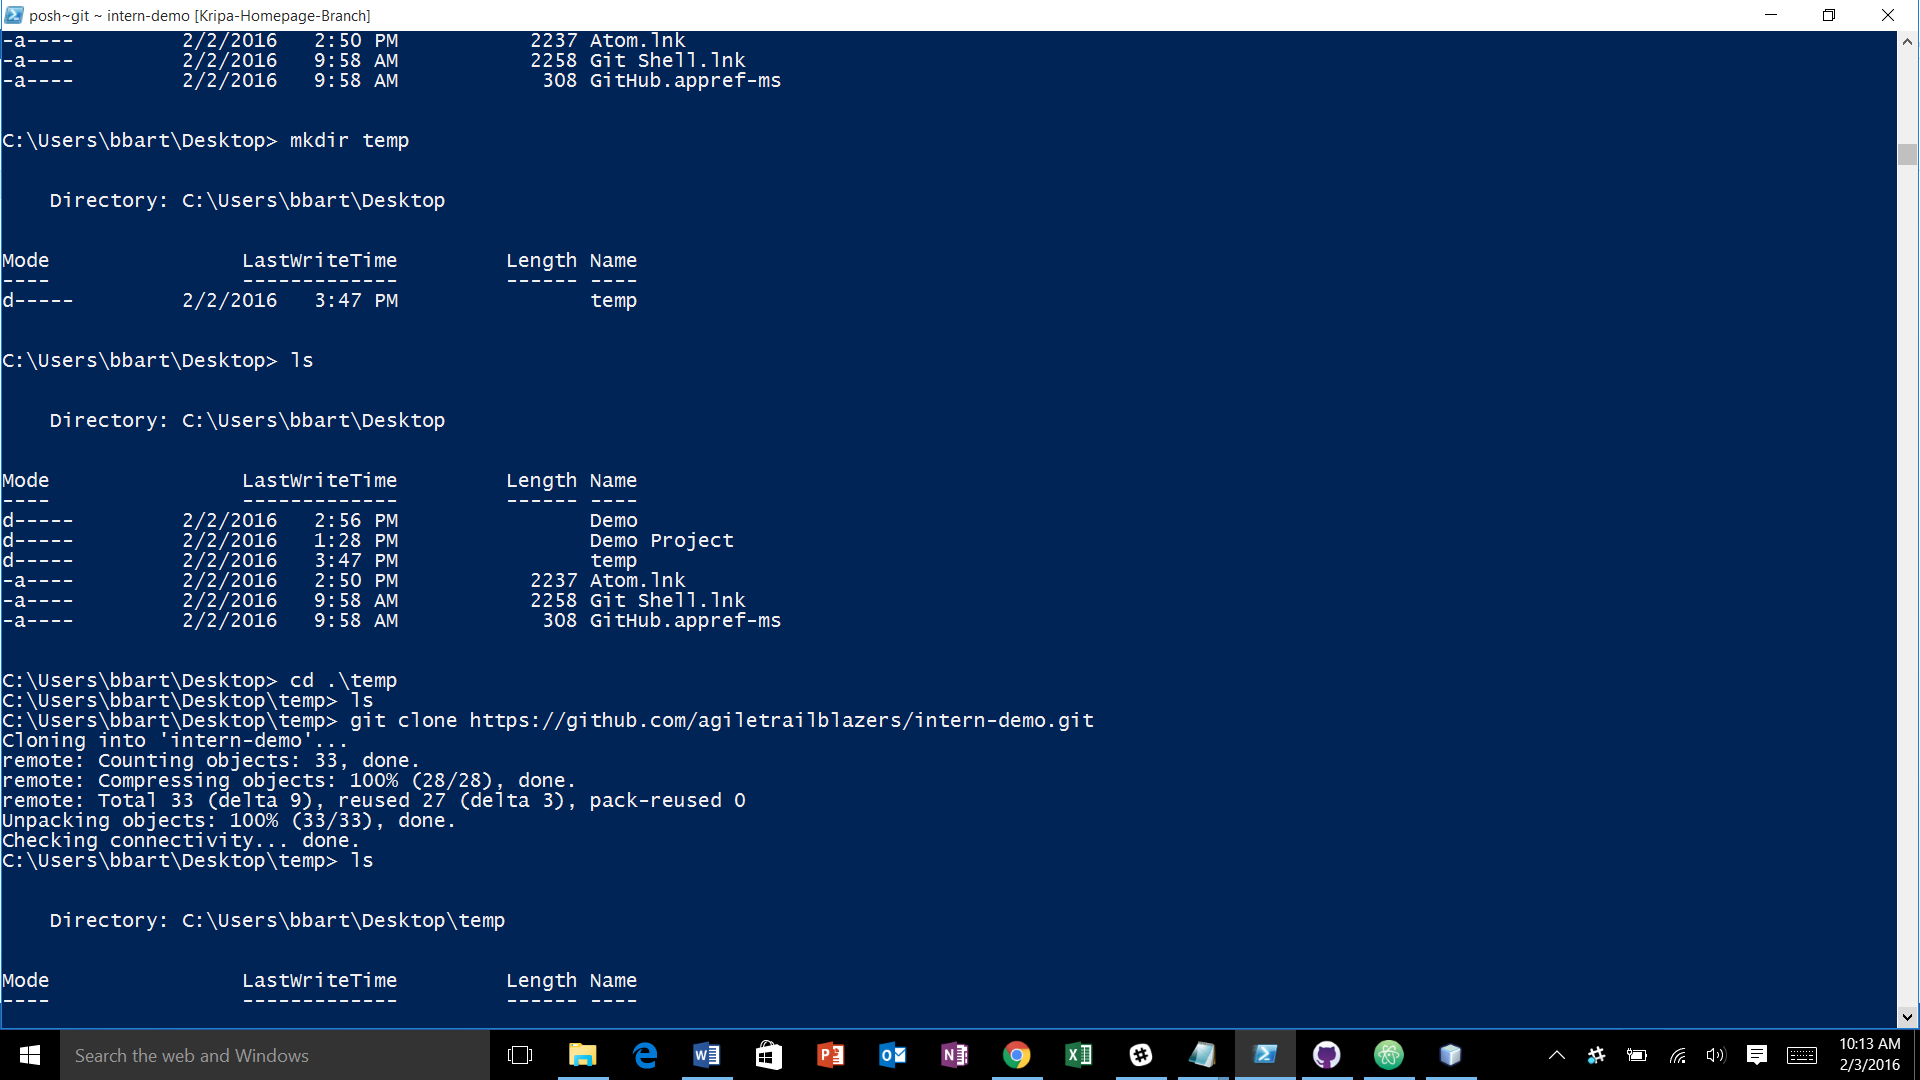 posh~git ~ intern-demo [Kripa-Homepage-Branch]
-a---- 2/2/2016 2:50 PM 2237 Atom.lnk
-a---- 2/2/2016 9:58 AM 2258 Git Shell.lnk
-a---- 2/2/2016 9:58 AM 308 GitHub.appref-ms
C:\Users\bbart\Desktop> mkdir temp
Directory: C:\Users\bbart\Desktop
Mode LastWriteTime Length Name
---- ------------- ------ ----
d----- 2/2/2016 3:47 PM temp
C:\Users\bbart\Desktop> ls
Directory: C:\Users\bbart\Desktop
Mode LastWriteTime Length Name
---- ------------- ------ ----
d----- 2/2/2016 2:56 PM Demo
d----- 2/2/2016 1:28 PM Demo Project
d----- 2/2/2016 3:47 PM temp
-a---- 2/2/2016 2:50 PM 2237 Atom.lnk
-a---- 2/2/2016 9:58 AM 2258 Git Shell.lnk
-a---- 2/2/2016 9:58 AM 308 GitHub.appref-ms
C:\Users\bbart\Desktop> cd .\temp
C:\Users\bbart\Desktop\temp> ls
C:\Users\bbart\Desktop\temp> git clone https://github.com/agiletrailblazers/intern-demo.git
Cloning into 'intern-demo'...
remote: Counting objects: 33, done.
remote: Compressing objects: 100% (28/28), done.
remote: Total 33 (delta 9), reused 27 (delta 3), pack-reused 0
Unpacking objects: 100% (33/33), done.
Checking connectivity... done.
C:\Users\bbart\Desktop\temp> ls
Directory: C:\Users\bbart\Desktop\temp
Mode LastWriteTime Length Name
---- ------------- ------ ----
Search the web and Windows
10:13 AM
2/3/2016